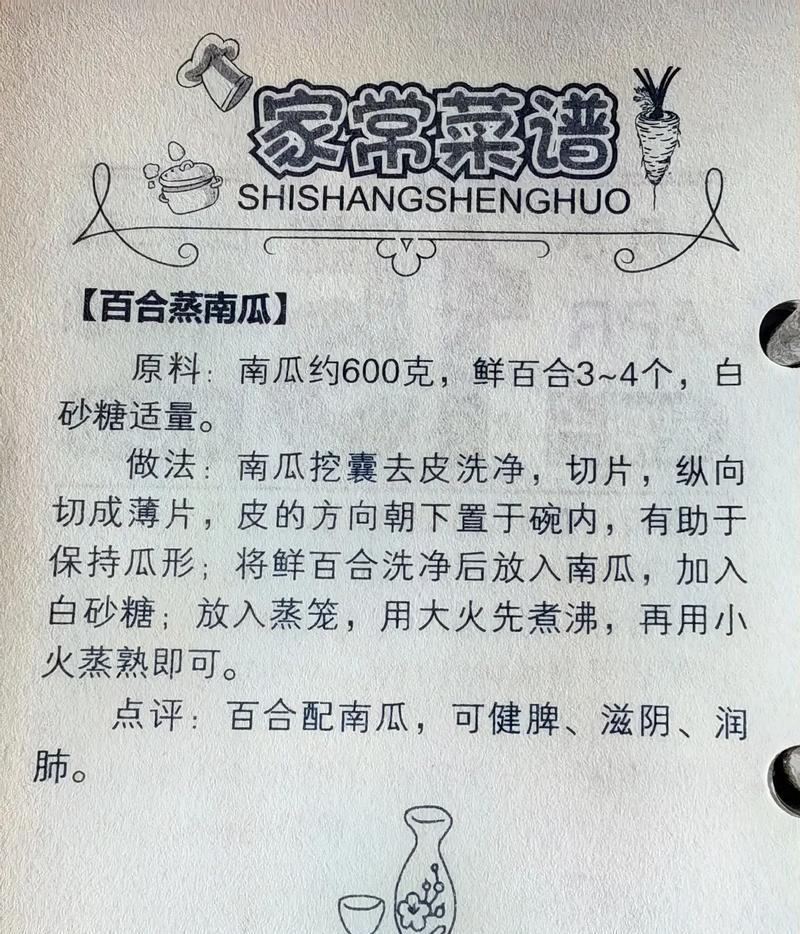 家常菜谱
SHISHANGSHENGHUO
【百合蒸南瓜】
原料：南瓜约600克，鲜百合3~4个，白
砂糖适量。
做法：南瓜挖囊去皮洗净，切片，纵向
切成薄片，皮的方向朝下置于碗内，有助于
保持瓜形；将鲜百合洗净后放入南瓜，加入
白砂糖；放入蒸笼，用大火先煮沸，再用小
火蒸熟即可。
点评：百合配南瓜，可健脾、滋阴、润
肺。